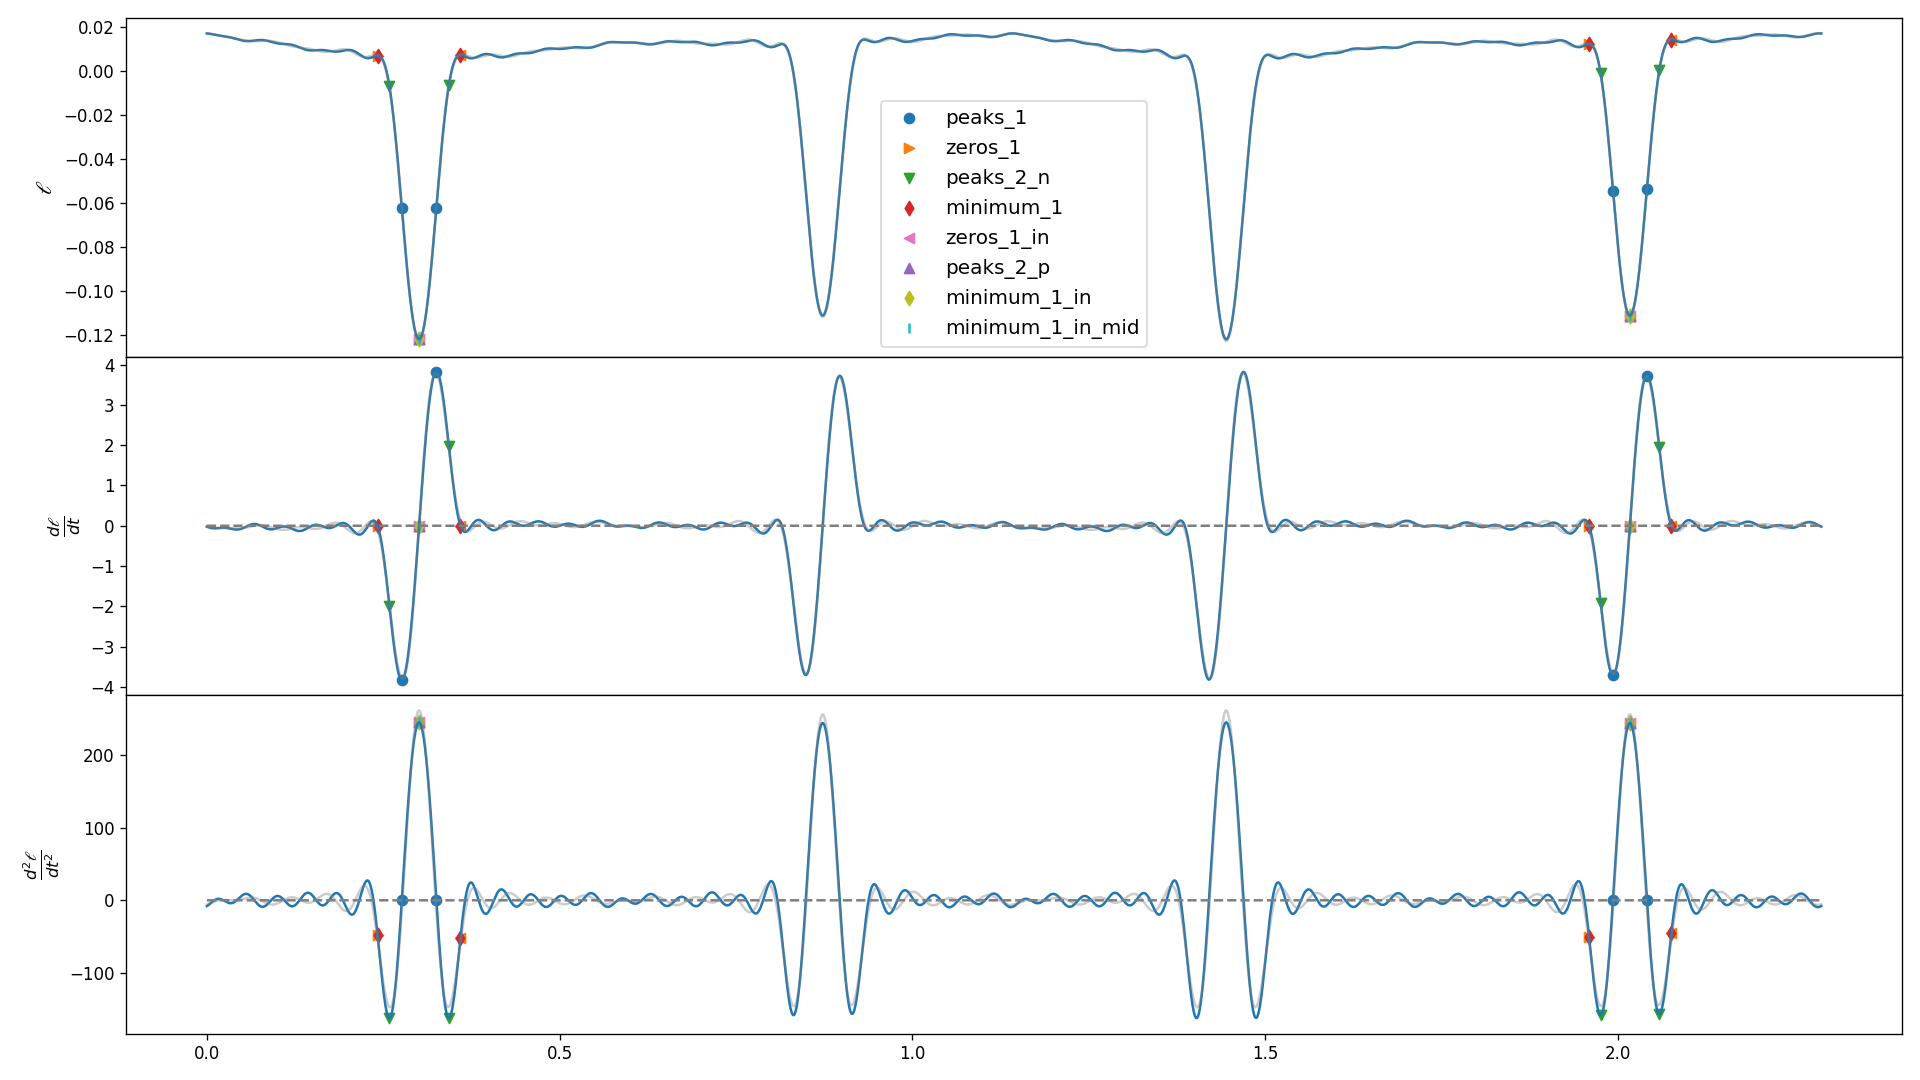 0.02
0.00
−0.02
−0.04
−0.06
−0.08
−0.10
−0.12
ℓ
peaks_1
zeros_1
peaks_2_n
minimum_1
zeros_1_in
peaks_2_p
minimum_1_in
minimum_1_in_mid
4
3
2
1
0
−1
−2
−3
−4
dℓ
dt
200
100
0
−100
d²ℓ
dt²
0.0 0.5 1.0 1.5 2.0